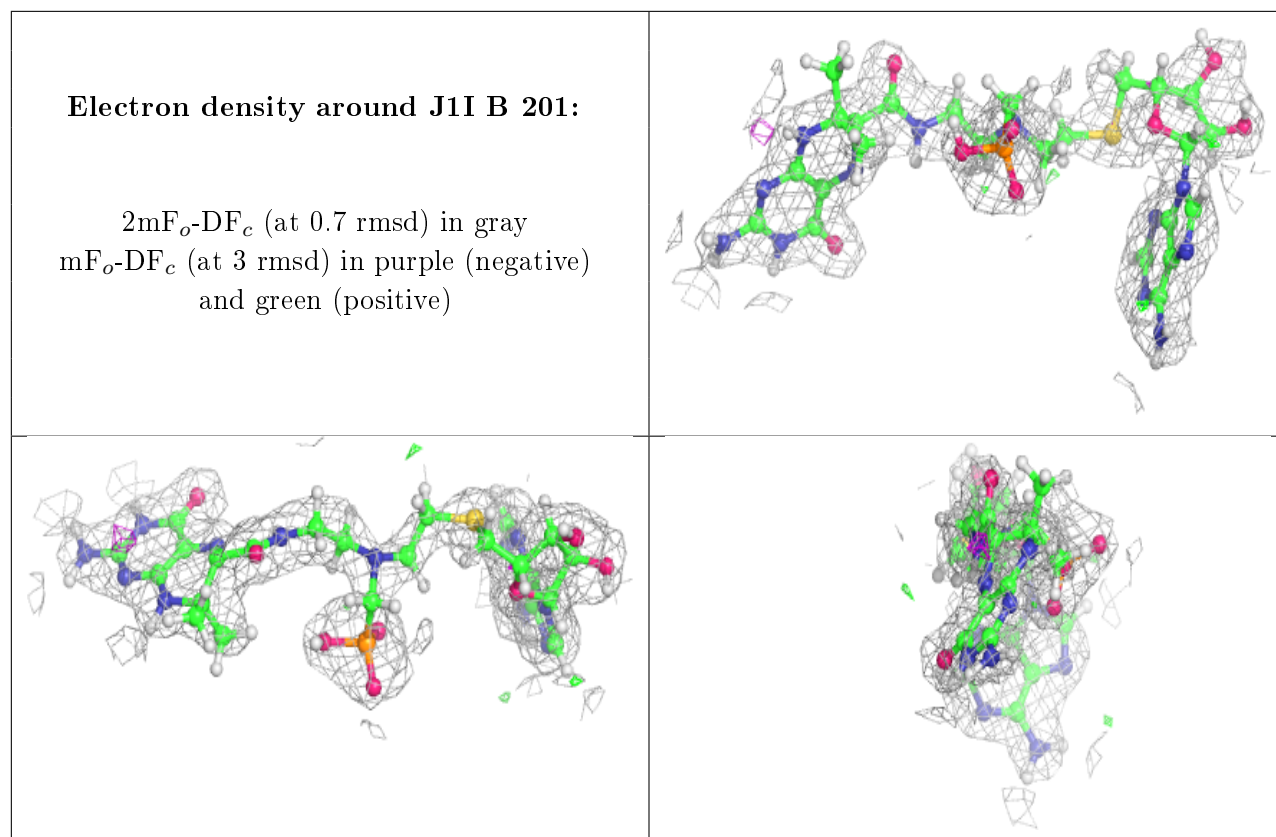 Electron density around J1I B 201:
2mFo-DFc (at 0.7 rmsd) in gray
mFo-DFc (at 3 rmsd) in purple (negative)
and green (positive)